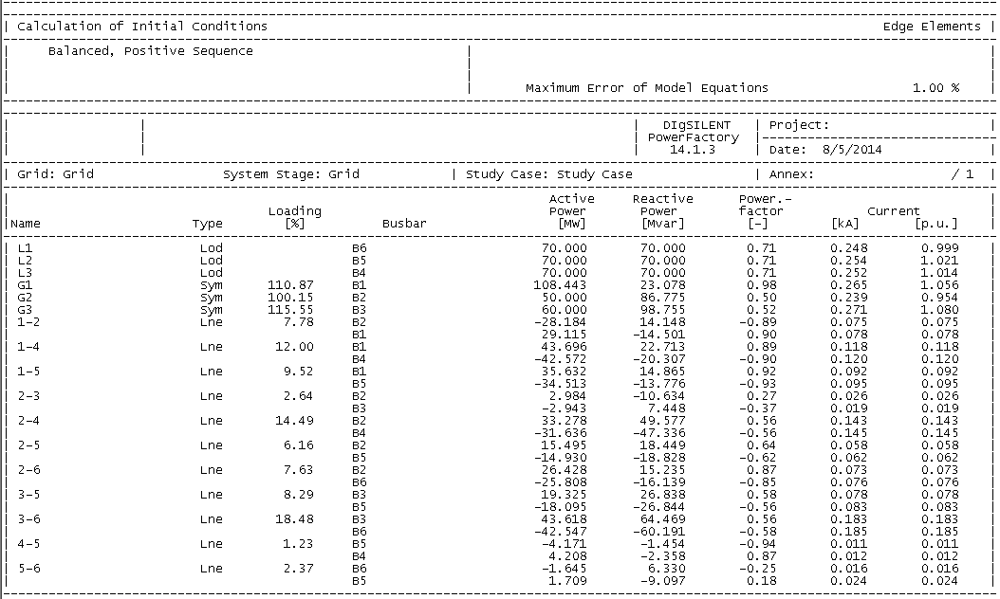 Calculation of Initial Conditions Edge Elements
Balanced, Positive Sequence
Maximum Error of Model Equations 1.00 %
DIgSILENT Project:
PowerFactory
14.1.3 Date: 8/5/2014
Grid: Grid System Stage: Grid Study Case: Study Case Annex: / 1
Active Reactive Power.-
Loading Power Power factor Current
Name Type [%] Busbar [MW] [Mvar] [-] [kA] [p.u.]
L1 Lod B6 70.000 70.000 0.71 0.248 0.999
L2 Lod B5 70.000 70.000 0.71 0.254 1.021
L3 Lod B4 70.000 70.000 0.71 0.252 1.014
G1 Sym 110.87 B1 108.443 23.078 0.98 0.265 1.056
G2 Sym 100.15 B2 50.000 86.775 0.50 0.239 0.954
G3 Sym 115.55 B3 60.000 98.755 0.52 0.271 1.080
1-2 Lne 7.78 B2 -28.184 14.148 -0.89 0.075 0.075
B1 29.115 -14.501 0.90 0.078 0.078
1-4 Lne 12.00 B1 43.696 22.713 0.89 0.118 0.118
B4 -42.572 -20.307 -0.90 0.120 0.120
1-5 Lne 9.52 B1 35.632 14.865 0.92 0.092 0.092
B5 -34.513 -13.776 -0.93 0.095 0.095
2-3 Lne 2.64 B2 2.984 -10.634 0.27 0.026 0.026
B3 -2.943 7.448 -0.37 0.019 0.019
2-4 Lne 14.49 B2 33.278 49.577 0.56 0.143 0.143
B4 -31.636 -47.336 -0.56 0.145 0.145
2-5 Lne 6.16 B2 15.495 18.449 0.64 0.058 0.058
B5 -14.930 -18.828 -0.62 0.062 0.062
2-6 Lne 7.63 B2 26.428 15.235 0.87 0.073 0.073
B6 -25.808 -16.139 -0.85 0.076 0.076
3-5 Lne 8.29 B3 19.325 26.838 0.58 0.078 0.078
B5 -18.095 -26.844 -0.56 0.083 0.083
3-6 Lne 18.48 B3 43.618 64.469 0.56 0.183 0.183
B6 -42.547 -60.191 -0.58 0.185 0.185
4-5 Lne 1.23 B5 -4.171 -1.454 -0.94 0.011 0.011
B4 4.208 -2.358 0.87 0.012 0.012
5-6 Lne 2.37 B6 -1.645 6.330 -0.25 0.016 0.016
B5 1.709 -9.097 0.18 0.024 0.024